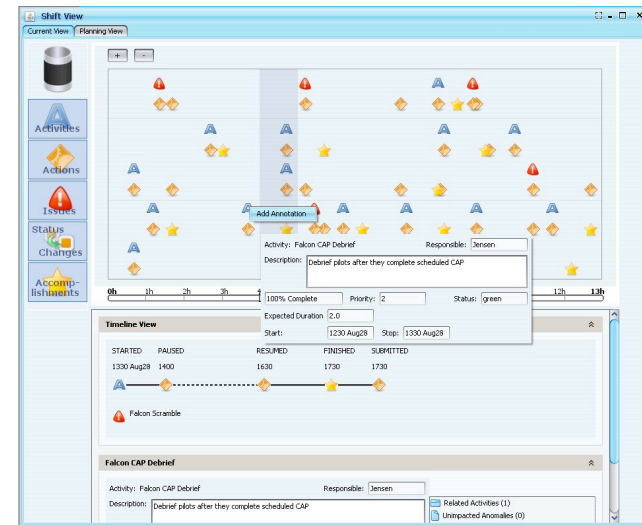 Shift View
Current View Planning View
+ -
Activities
Actions
Issues
Status
Changes
Accomp-
lishments
Add Annotation
Activity: Falcon CAP Debrief Responsible: Jensen
Description: Debrief pilots after they complete scheduled CAP
100% Complete Priority: 2 Status: green
Expected Duration 2.0
Start: 1230 Aug28 Stop: 1330 Aug28
0h 1h 2h 3h 12h 13h
Timeline View
STARTED PAUSED RESUMED FINISHED SUBMITTED
1330 Aug28 1400 1630 1730 1730
Falcon Scramble
Falcon CAP Debrief
Activity: Falcon CAP Debrief Responsible: Jensen
Description: Debrief pilots after they complete scheduled CAP
Related Activities (1)
Unimpacted Anomalies (0)